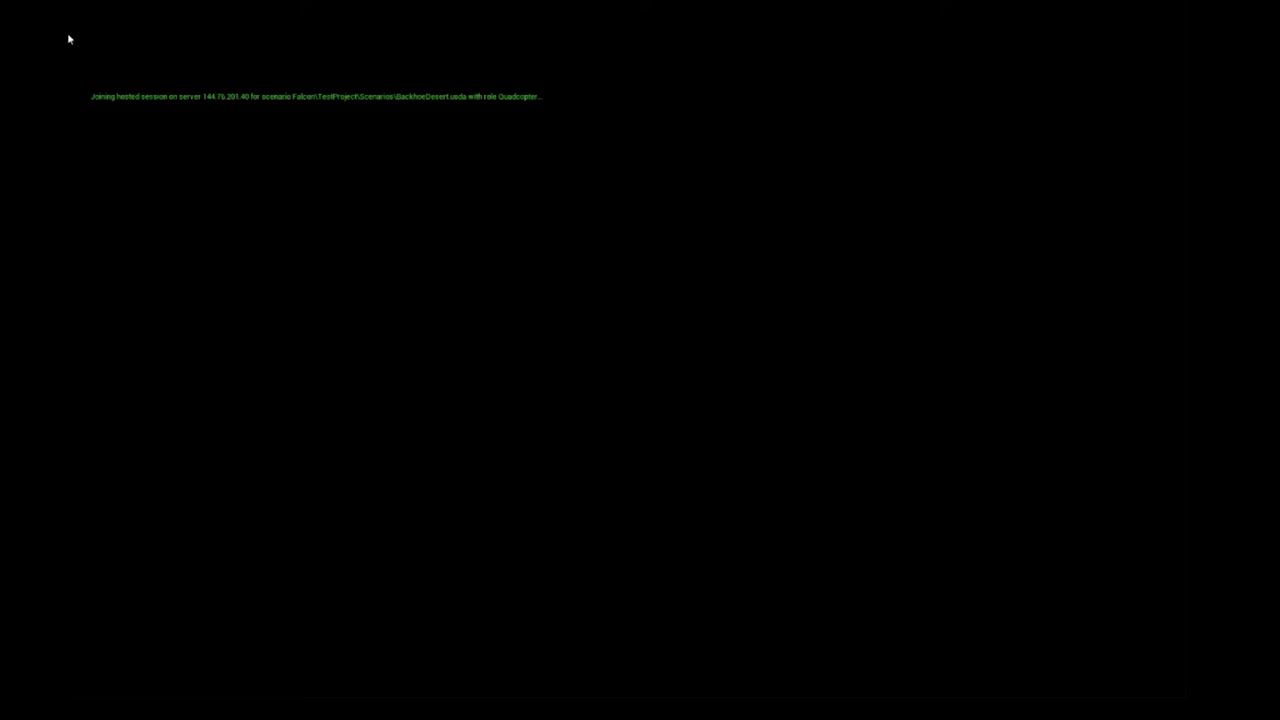 Joining hosted session on server 144.76.201.40 for scenario Falcon\TestProject\Scenarios\BackhoeDesert.usda with role Quadcopter...